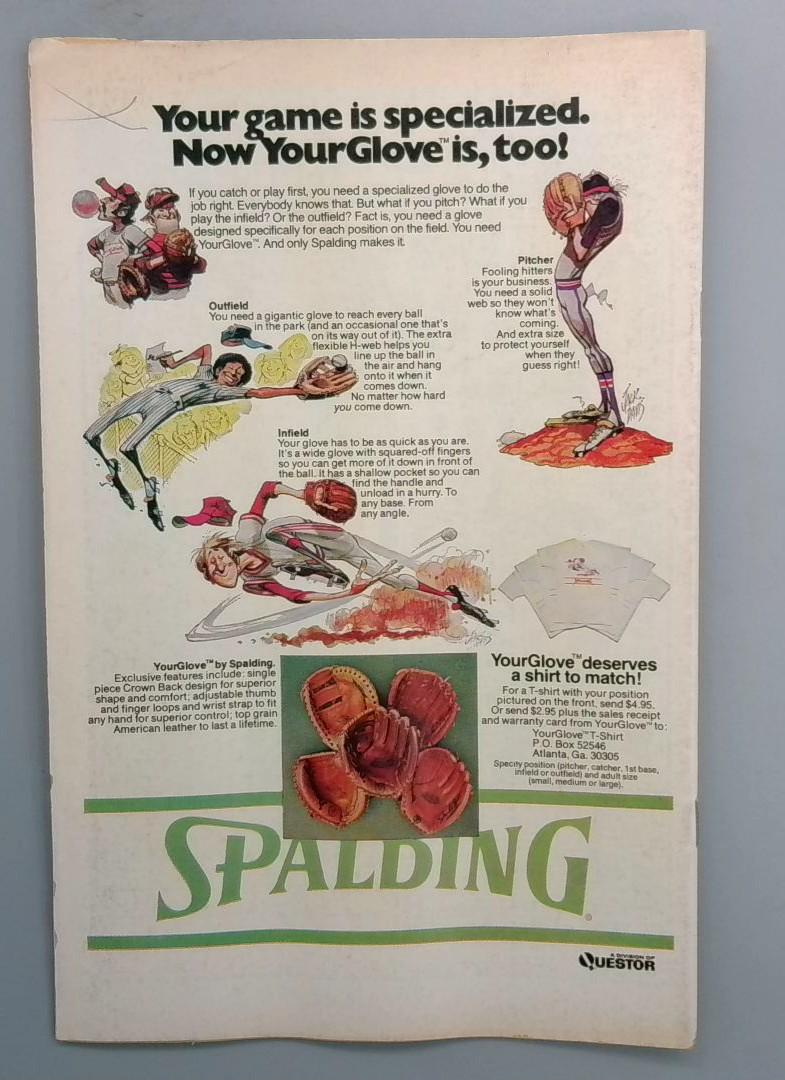 Your game is specialized.
Now YourGlove™ is, too!
If you catch or play first, you need a specialized glove to do the
job right. Everybody knows that. But what if you pitch? What if you
play the infield? Or the outfield? Fact is, you need a glove
designed specifically for each position on the field. You need
YourGlove™. And only Spalding makes it.
Pitcher
Fooling hitters
is your business.
You need a solid
web so they won't
know what's
coming.
And extra size
to protect yourself
when they
guess right!
Outfield
You need a gigantic glove to reach every ball
in the park (and an occasional one that's
on its way out of it). The extra
flexible H-web helps you
line up the ball in
the air and hang
onto it when it
comes down.
No matter how hard
you come down.
JACK
DAVIS
Infield
Your glove has to be as quick as you are.
It's a wide glove with squared-off fingers
so you can get more of it down in front of
the ball. It has a shallow pocket so you can
find the handle and
unload in a hurry. To
any base. From
any angle.
YourGlove™ by Spalding.
Exclusive features include: single
piece Crown Back design for superior
shape and comfort; adjustable thumb
and finger loops and wrist strap to fit
any hand for superior control; top grain
American leather to last a lifetime.
YourGlove™ deserves
a shirt to match!
For a T-shirt with your position
pictured on the front, send $4.95.
Or send $2.95 plus the sales receipt
and warranty card from YourGlove™ to:
YourGlove™ T-Shirt
P.O. Box 52546
Atlanta, Ga. 30305
Specify position (pitcher, catcher, 1st base,
infield or outfield) and adult size
(small, medium or large).
SPALDING®
A DIVISION OF
QUESTOR